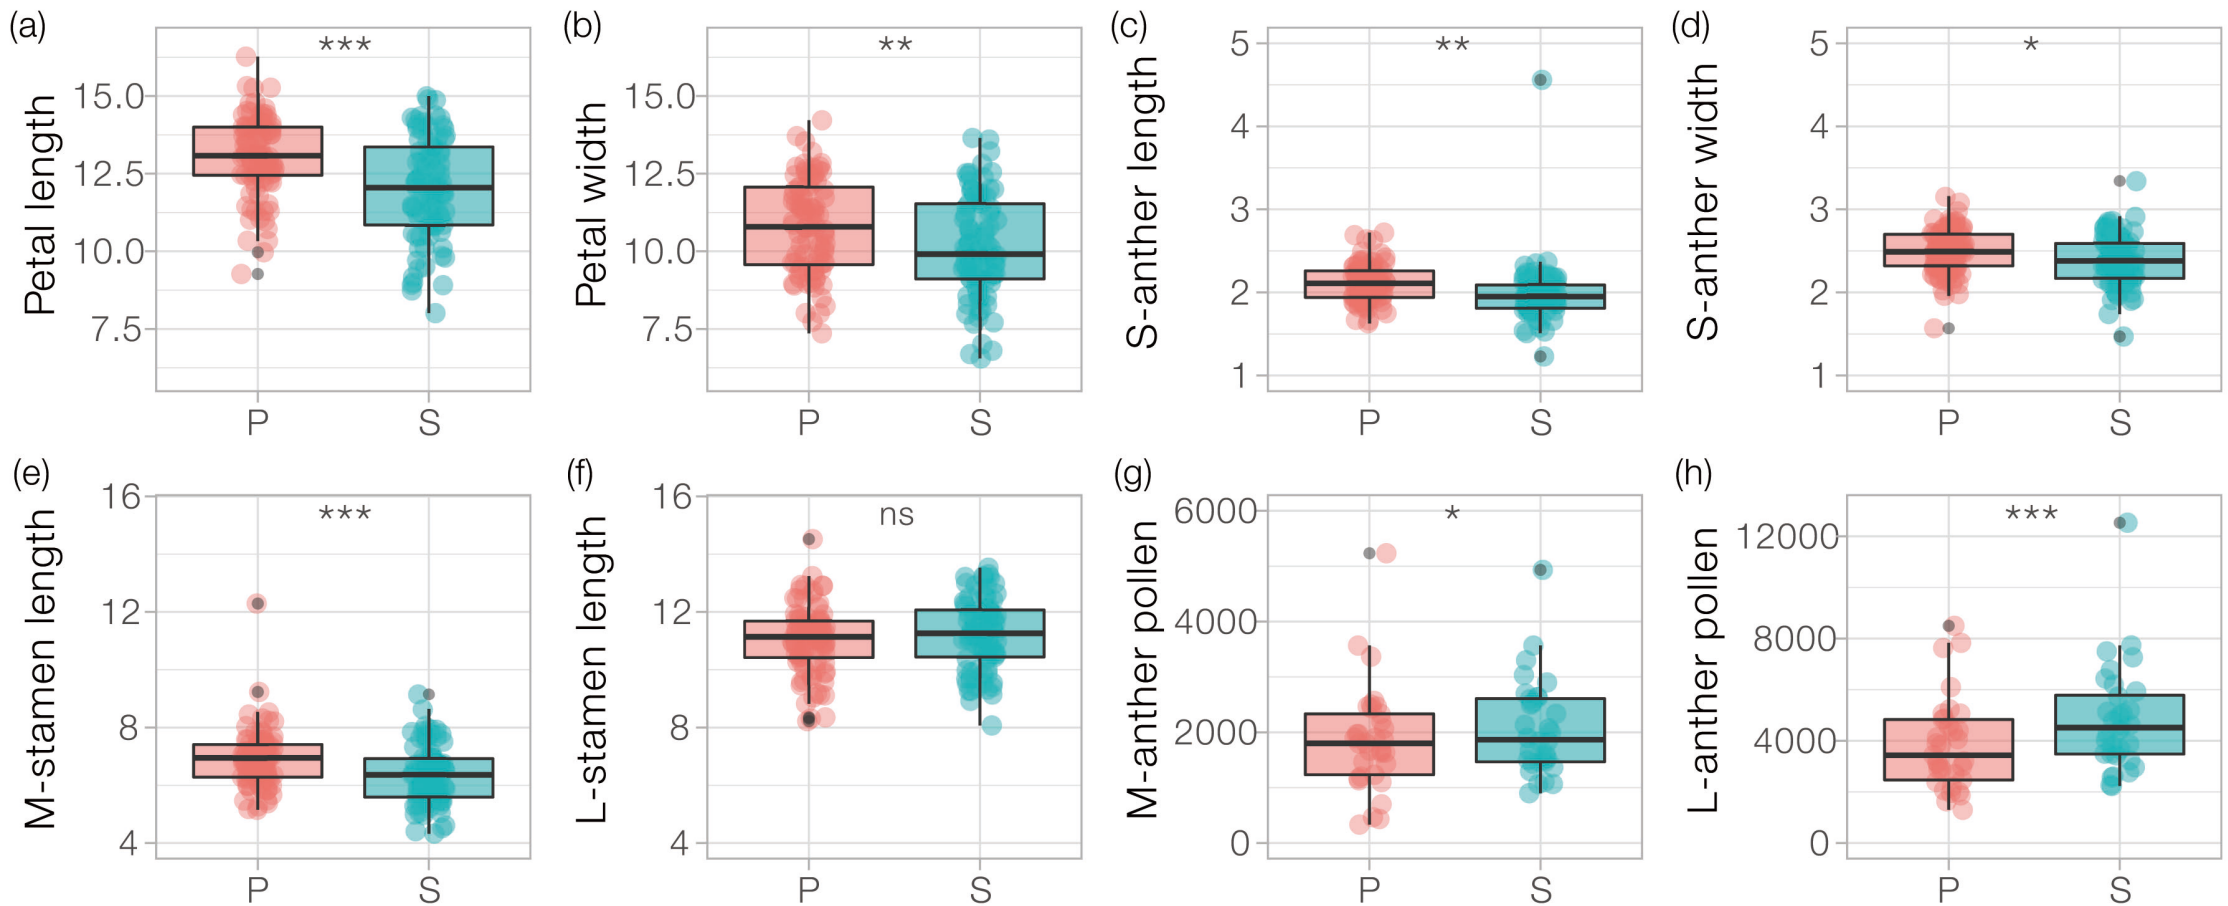 (a)
***
Petal length
15.0
12.5
10.0
7.5
P
S
(b)
**
Petal width
15.0
12.5
10.0
7.5
P
S
(c)
**
S-anther length
5
4
3
2
1
P
S
(d)
*
S-anther width
5
4
3
2
1
P
S
(e)
***
M-stamen length
16
12
8
4
P
S
(f)
ns
L-stamen length
16
12
8
4
P
S
(g)
*
M-anther pollen
6000
4000
2000
0
P
S
(h)
***
L-anther pollen
12000
8000
4000
0
P
S